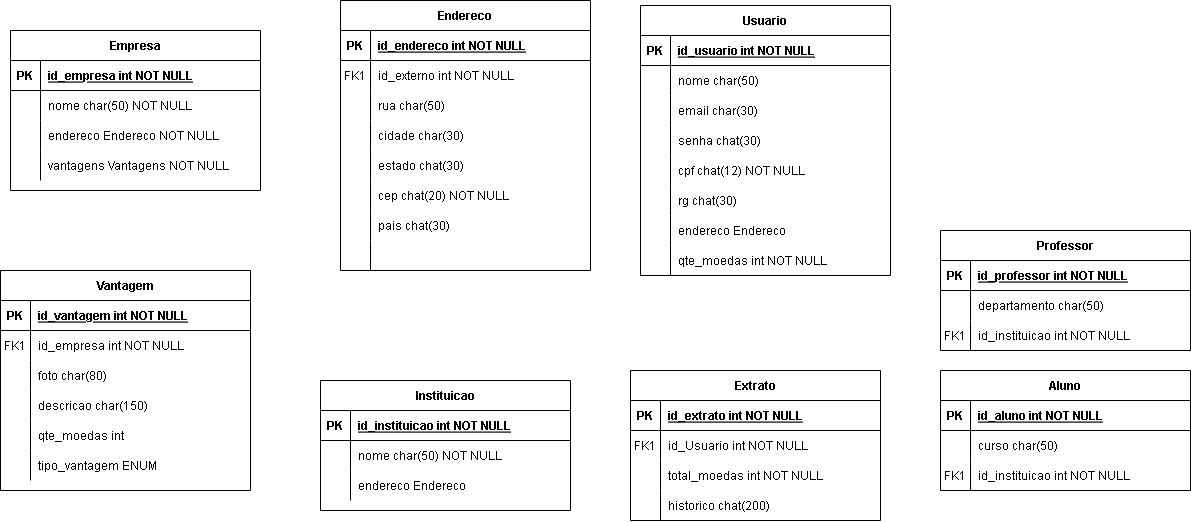 Empresa
PK id_empresa int NOT NULL
nome char(50) NOT NULL
endereco Endereco NOT NULL
vantagens Vantagens NOT NULL
Endereco
PK id_endereco int NOT NULL
FK1 id_externo int NOT NULL
rua char(50)
cidade char(30)
estado chat(30)
cep chat(20) NOT NULL
pais chat(30)
Usuario
PK id_usuario int NOT NULL
nome char(50)
email char(30)
senha chat(30)
cpf chat(12) NOT NULL
rg chat(30)
endereco Endereco
qte_moedas int NOT NULL
Professor
PK id_professor int NOT NULL
departamento char(50)
FK1 id_instituicao int NOT NULL
Vantagem
PK id_vantagem int NOT NULL
FK1 id_empresa int NOT NULL
foto char(80)
descricao char(150)
qte_moedas int
tipo_vantagem ENUM
Instituicao
PK id_instituicao int NOT NULL
nome char(50) NOT NULL
endereco Endereco
Extrato
PK id_extrato int NOT NULL
FK1 id_Usuario int NOT NULL
total_moedas int NOT NULL
historico chat(200)
Aluno
PK id_aluno int NOT NULL
curso char(50)
FK1 id_instituicao int NOT NULL